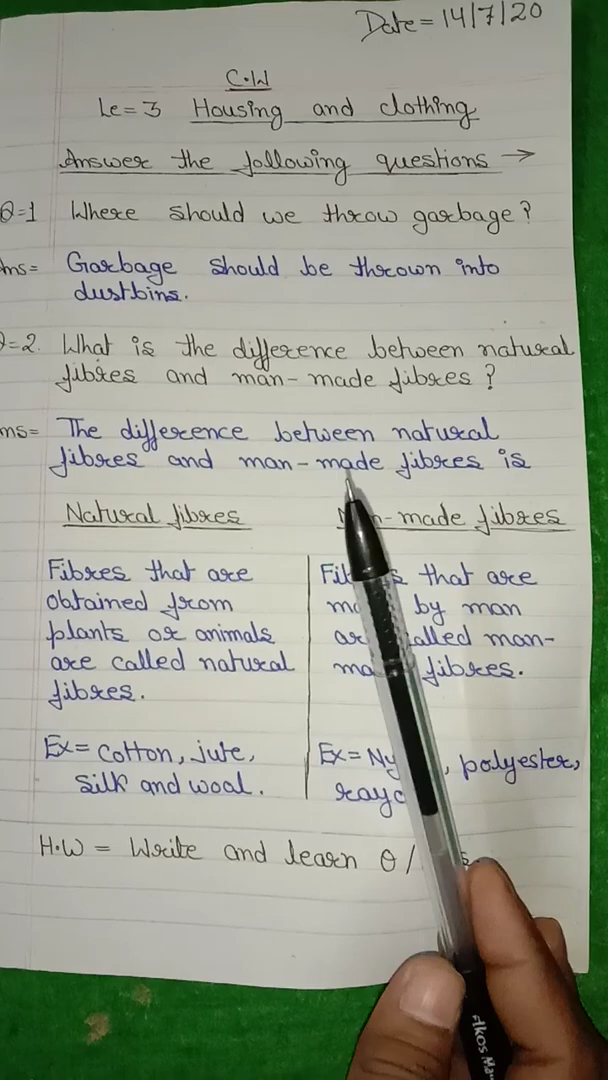 Date = 14/7/20
C.W
Le = 3 Housing and clothing
Answer the following questions →
Q=1 Where should we throw garbage?
Ans= Garbage should be thrown into
dustbins.
Q=2. What is the difference between natural
fibres and man-made fibres?
Ans= The difference between natural
fibres and man-made fibres is
Natural fibres
-made fibres
Fibres that are
obtained from
plants or animals
are called natural
fibres.
Ex= Cotton, jute,
silk and woal.
that are
by man
man-
fibres.
Ex= , polyester,
H.W = Write and learn Q/
Akos